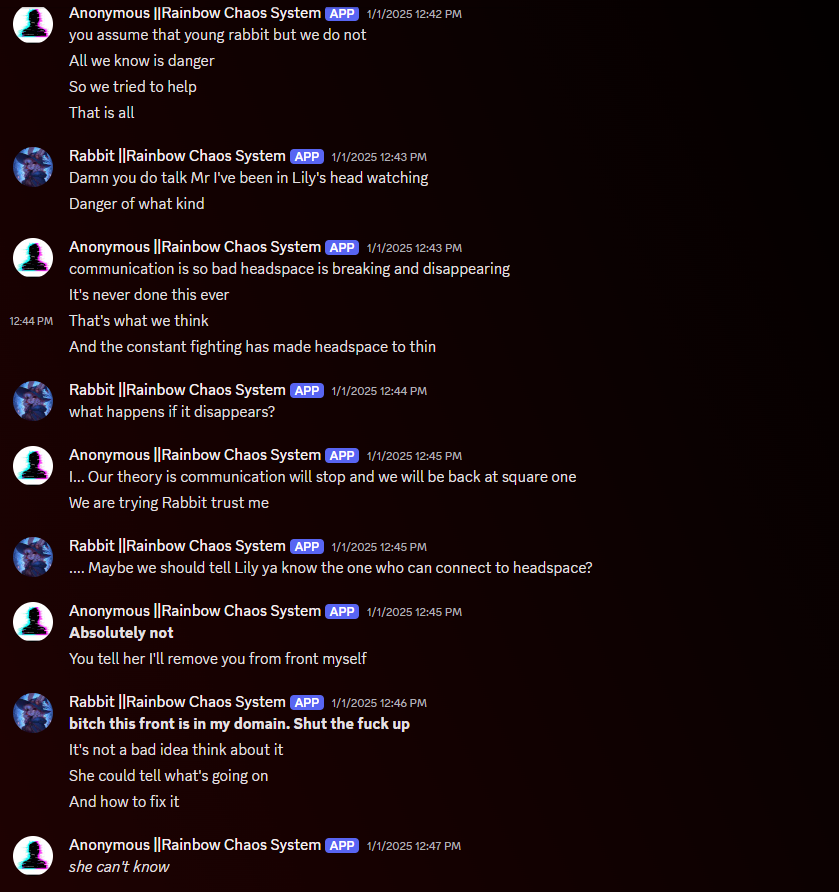 Anonymous ||Rainbow Chaos System APP 1/1/2025 12:42 PM
you assume that young rabbit but we do not
All we know is danger
So we tried to help
That is all
Rabbit ||Rainbow Chaos System APP 1/1/2025 12:43 PM
Damn you do talk Mr I've been in Lily's head watching
Danger of what kind
Anonymous ||Rainbow Chaos System APP 1/1/2025 12:43 PM
communication is so bad headspace is breaking and disappearing
It's never done this ever
12:44 PM That's what we think
And the constant fighting has made headspace to thin
Rabbit ||Rainbow Chaos System APP 1/1/2025 12:44 PM
what happens if it disappears?
Anonymous ||Rainbow Chaos System APP 1/1/2025 12:45 PM
I... Our theory is communication will stop and we will be back at square one
We are trying Rabbit trust me
Rabbit ||Rainbow Chaos System APP 1/1/2025 12:45 PM
.... Maybe we should tell Lily ya know the one who can connect to headspace?
Anonymous ||Rainbow Chaos System APP 1/1/2025 12:45 PM
Absolutely not
You tell her I'll remove you from front myself
Rabbit ||Rainbow Chaos System APP 1/1/2025 12:46 PM
bitch this front is in my domain. Shut the fuck up
It's not a bad idea think about it
She could tell what's going on
And how to fix it
Anonymous ||Rainbow Chaos System APP 1/1/2025 12:47 PM
she can't know